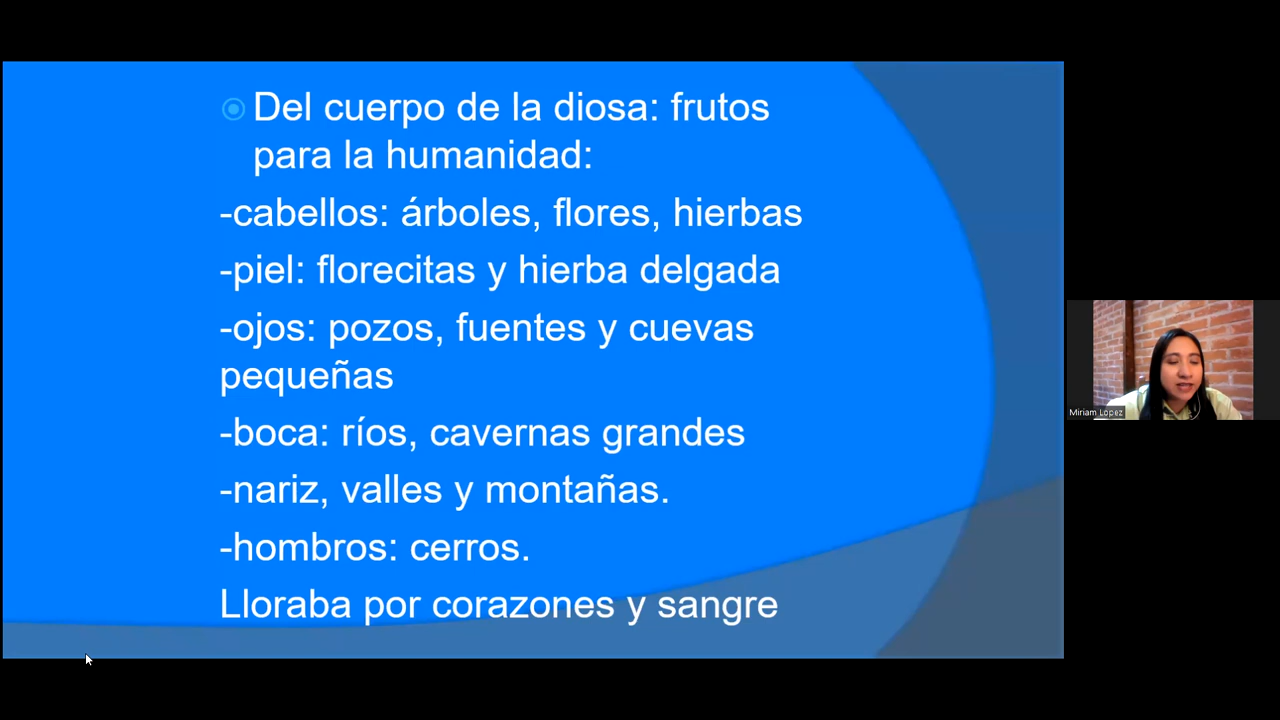 Del cuerpo de la diosa: frutos
para la humanidad:
-cabellos: árboles, flores, hierbas
-piel: florecitas y hierba delgada
-ojos: pozos, fuentes y cuevas
pequeñas
-boca: ríos, cavernas grandes
-nariz, valles y montañas.
-hombros: cerros.
Lloraba por corazones y sangre
Miriam López